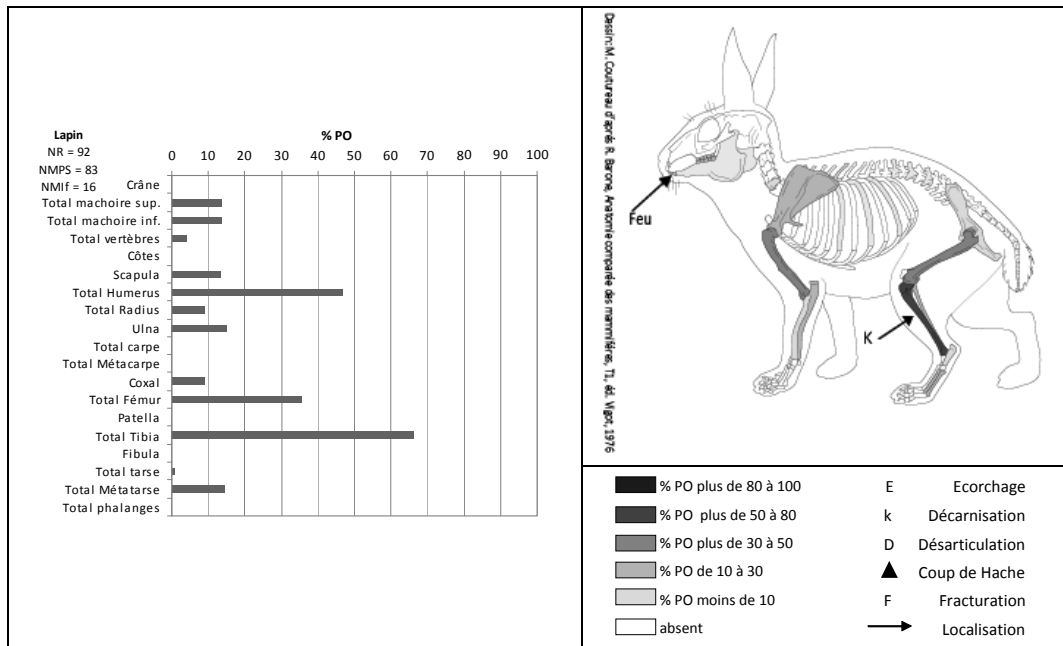 Lapin
NR = 92
NMPS = 83
NMIf = 16
% PO
0 10 20 30 40 50 60 70 80 90 100
Crâne
Total machoire sup.
Total machoire inf.
Total vertèbres
Côtes
Scapula
Total Humerus
Total Radius
Ulna
Total carpe
Total Métacarpe
Coxal
Total Fémur
Patella
Total Tibia
Fibula
Total tarse
Total Métatarse
Total phalanges
Dessin: M. Coutureau d'après R. Barone, Anatomie comparée des mammifères, T1, éd. Vigot, 1976
Feu
K
% PO plus de 80 à 100
% PO plus de 50 à 80
% PO plus de 30 à 50
% PO de 10 à 30
% PO moins de 10
absent
E Ecorchage
k Décarnisation
D Désarticulation
Coup de Hache
F Fracturation
Localisation